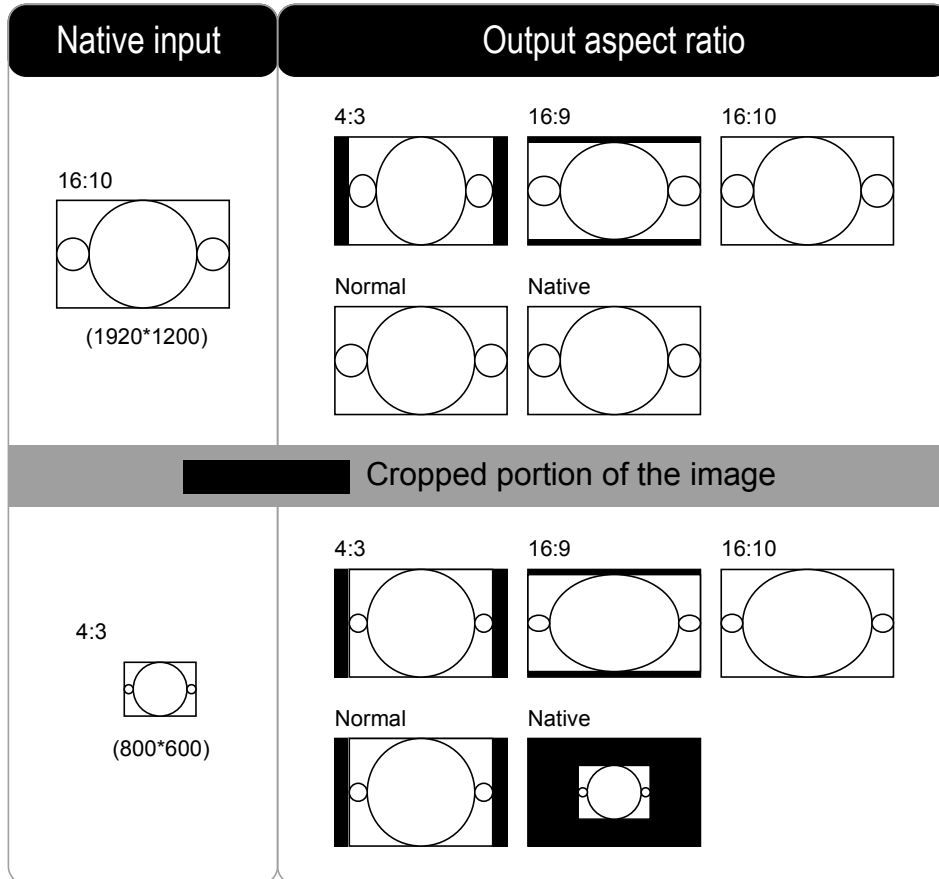 Native input
Output aspect ratio
16:10
(1920*1200)
4:3
16:9
16:10
Normal
Native
Cropped portion of the image
4:3
(800*600)
4:3
16:9
16:10
Normal
Native